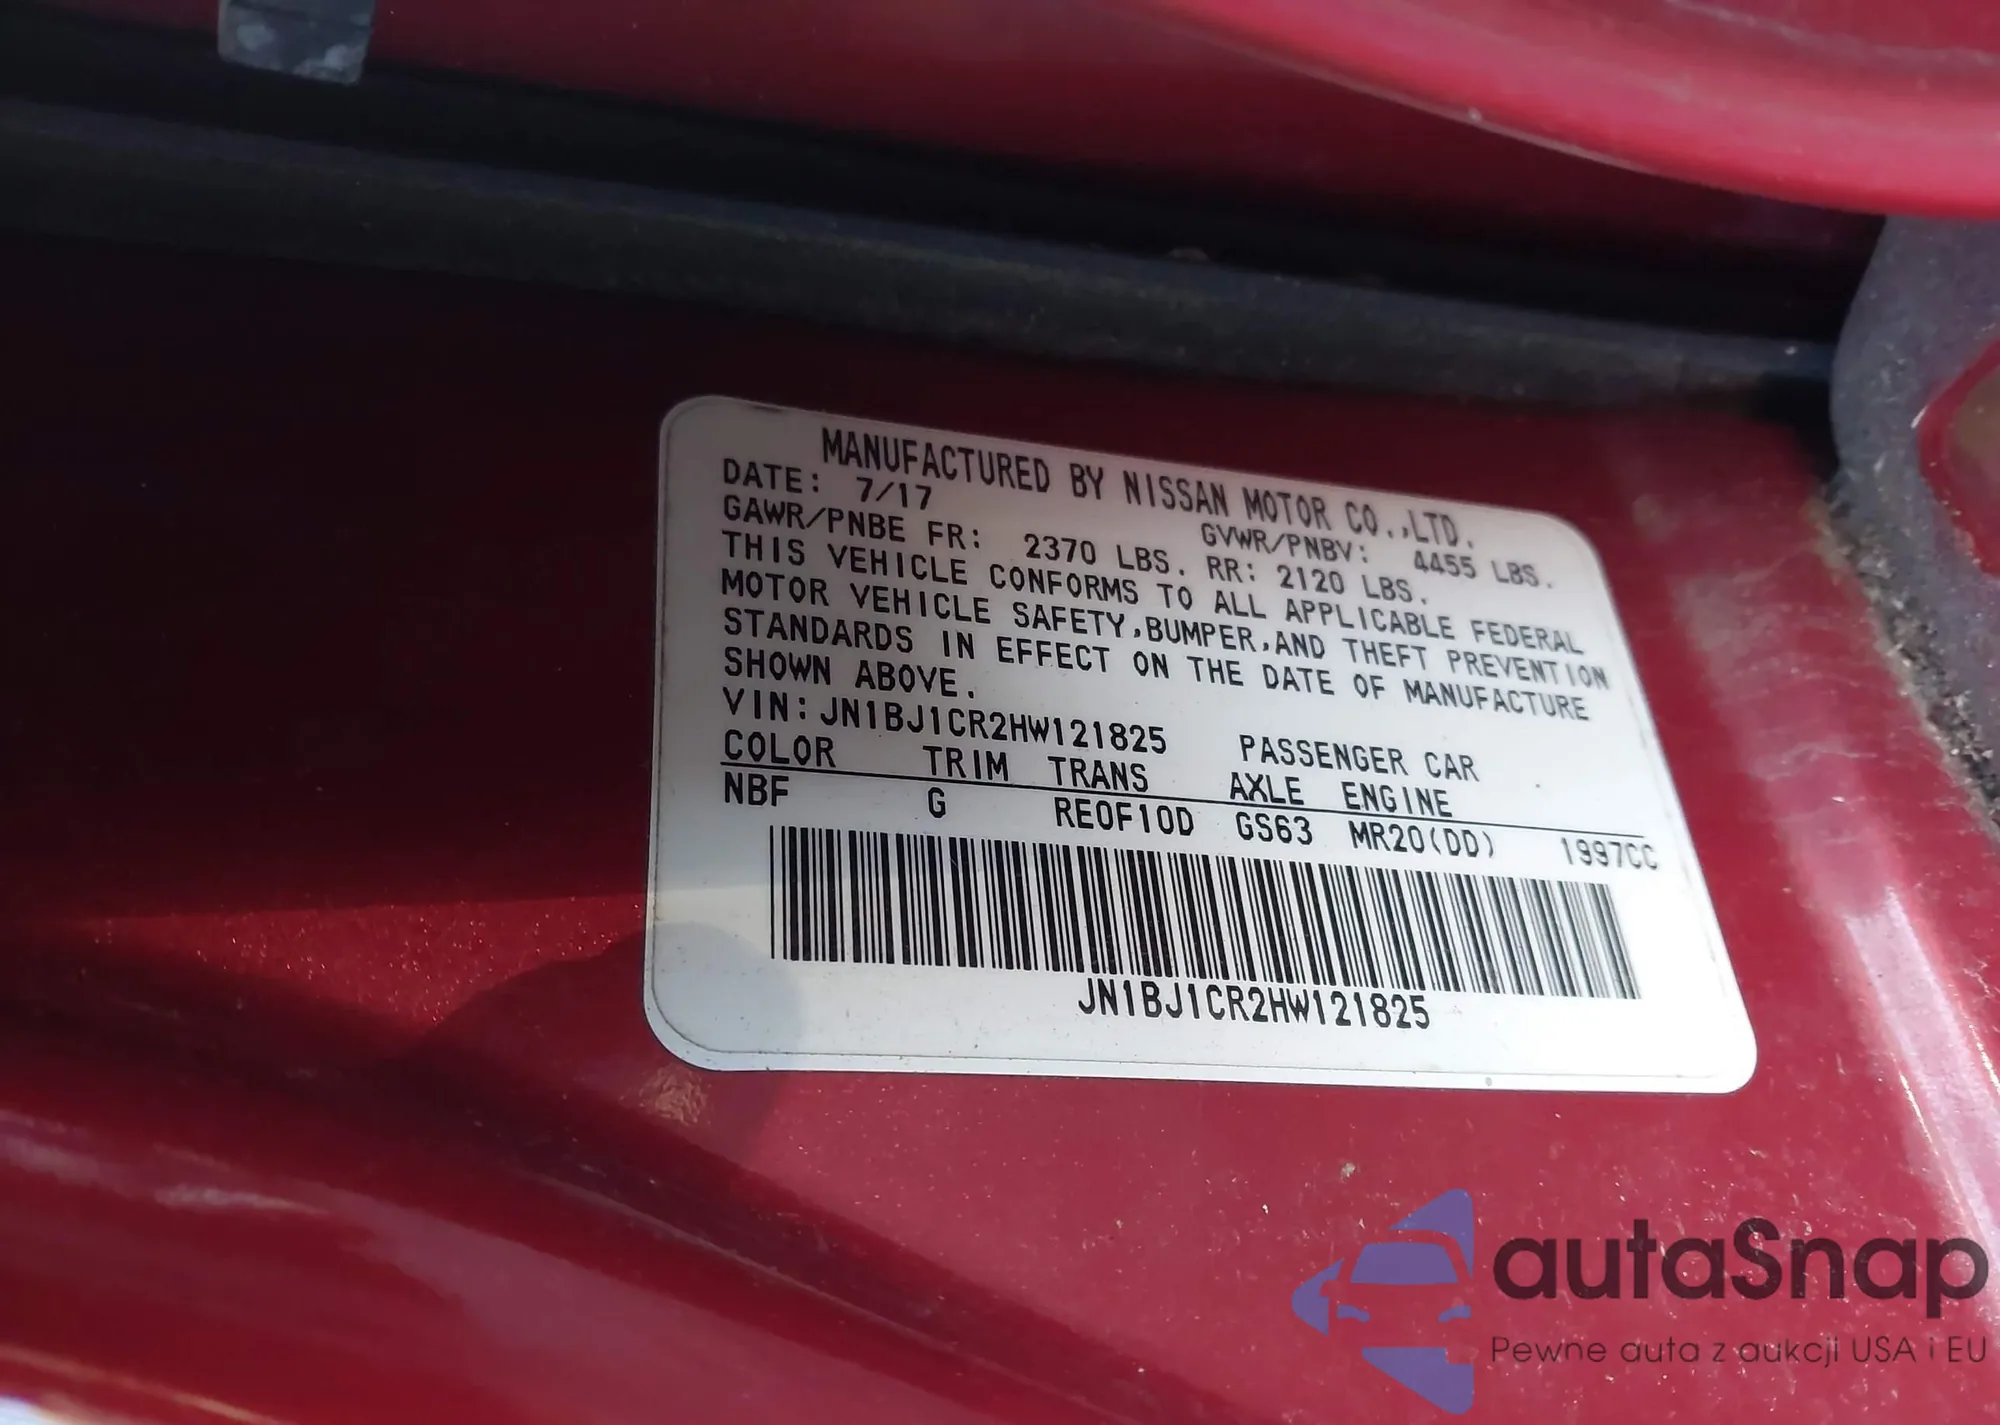 MANUFACTURED BY NISSAN MOTOR CO.,LTD.
DATE: 7/17 GVWR/PNBV: 4455 LBS.
GAWR/PNBE FR: 2370 LBS. RR: 2120 LBS.
THIS VEHICLE CONFORMS TO ALL APPLICABLE FEDERAL
MOTOR VEHICLE SAFETY,BUMPER,AND THEFT PREVENTION
STANDARDS IN EFFECT ON THE DATE OF MANUFACTURE
SHOWN ABOVE.
VIN:JN1BJ1CR2HW121825 PASSENGER CAR
COLOR TRIM TRANS AXLE ENGINE
NBF G RE0F10D GS63 MR20(DD) 1997CC
JN1BJ1CR2HW121825
autaSnap
Pewne auta z aukcji USA i EU